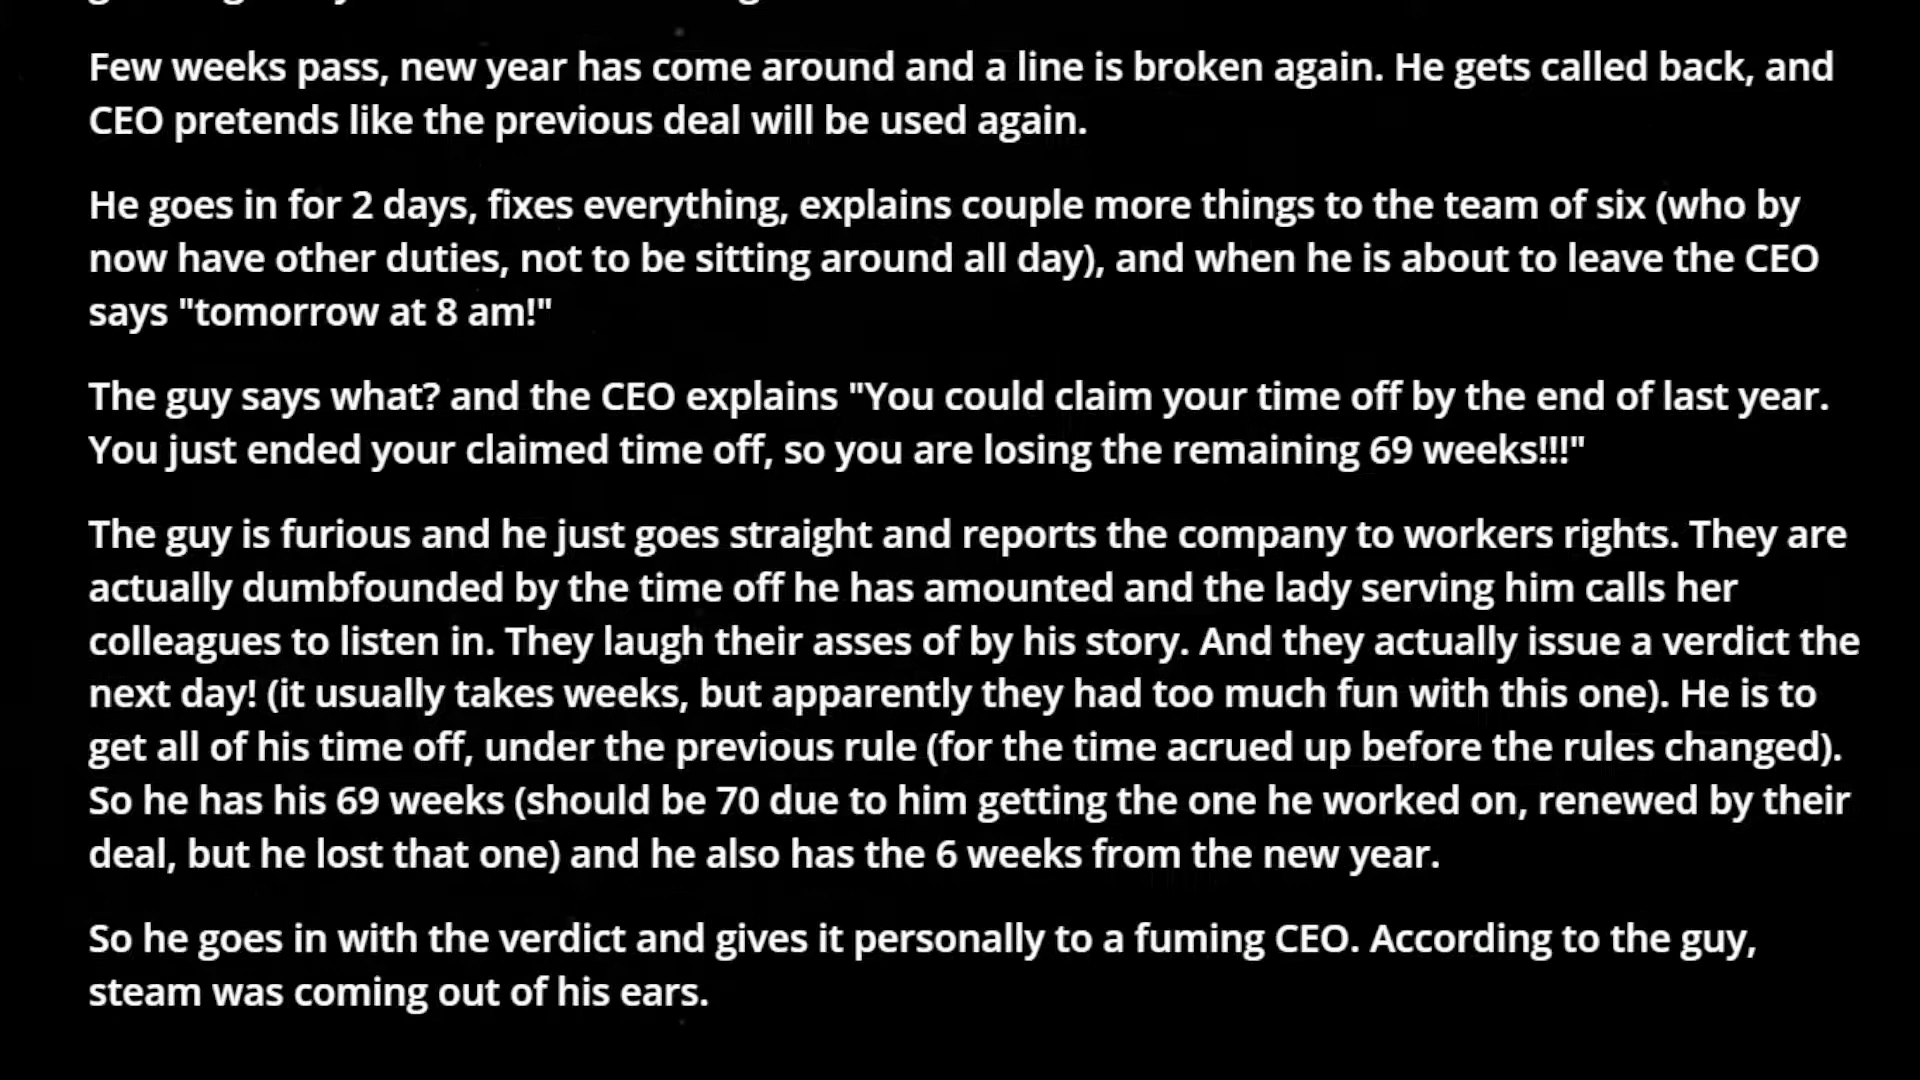 Few weeks pass, new year has come around and a line is broken again. He gets called back, and
CEO pretends like the previous deal will be used again.
He goes in for 2 days, fixes everything, explains couple more things to the team of six (who by
now have other duties, not to be sitting around all day), and when he is about to leave the CEO
says "tomorrow at 8 am!"
The guy says what? and the CEO explains "You could claim your time off by the end of last year.
You just ended your claimed time off, so you are losing the remaining 69 weeks!!!"
The guy is furious and he just goes straight and reports the company to workers rights. They are
actually dumbfounded by the time off he has amounted and the lady serving him calls her
colleagues to listen in. They laugh their asses of by his story. And they actually issue a verdict the
next day! (it usually takes weeks, but apparently they had too much fun with this one). He is to
get all of his time off, under the previous rule (for the time acrued up before the rules changed).
So he has his 69 weeks (should be 70 due to him getting the one he worked on, renewed by their
deal, but he lost that one) and he also has the 6 weeks from the new year.
So he goes in with the verdict and gives it personally to a fuming CEO. According to the guy,
steam was coming out of his ears.